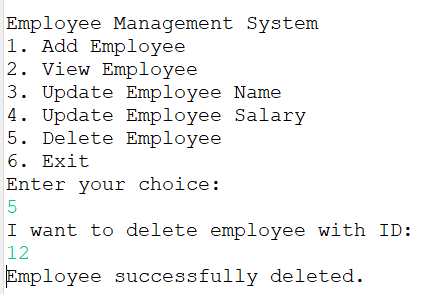 Employee Management System
1. Add Employee
2. View Employee
3. Update Employee Name
4. Update Employee Salary
5. Delete Employee
6. Exit
Enter your choice:
5
I want to delete employee with ID:
12
Employee successfully deleted.